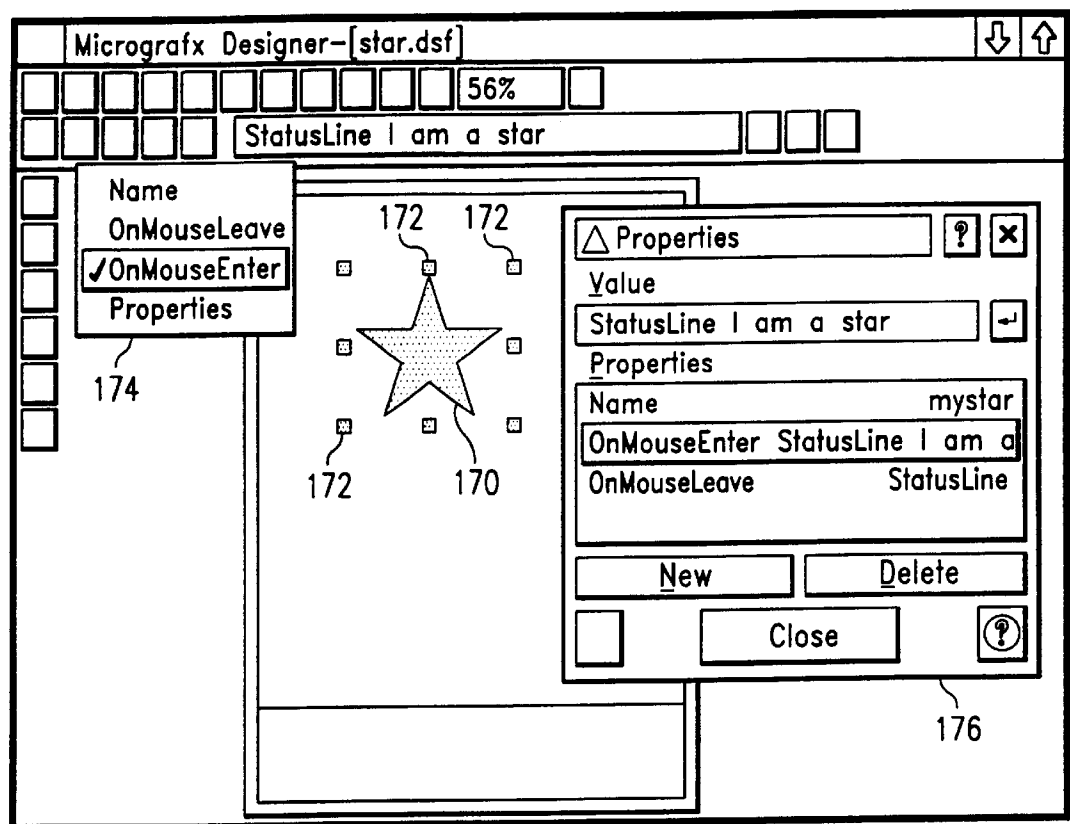 Micrografx Designer-[star.dsf]
56%
StatusLine I am a star
Name
OnMouseLeave
✓OnMouseEnter
Properties
174
172
172
172
170
Properties
?
×
Value
StatusLine I am a star
Properties
Name mystar
OnMouseEnter StatusLine I am a
OnMouseLeave StatusLine
New
Delete
Close
?
176